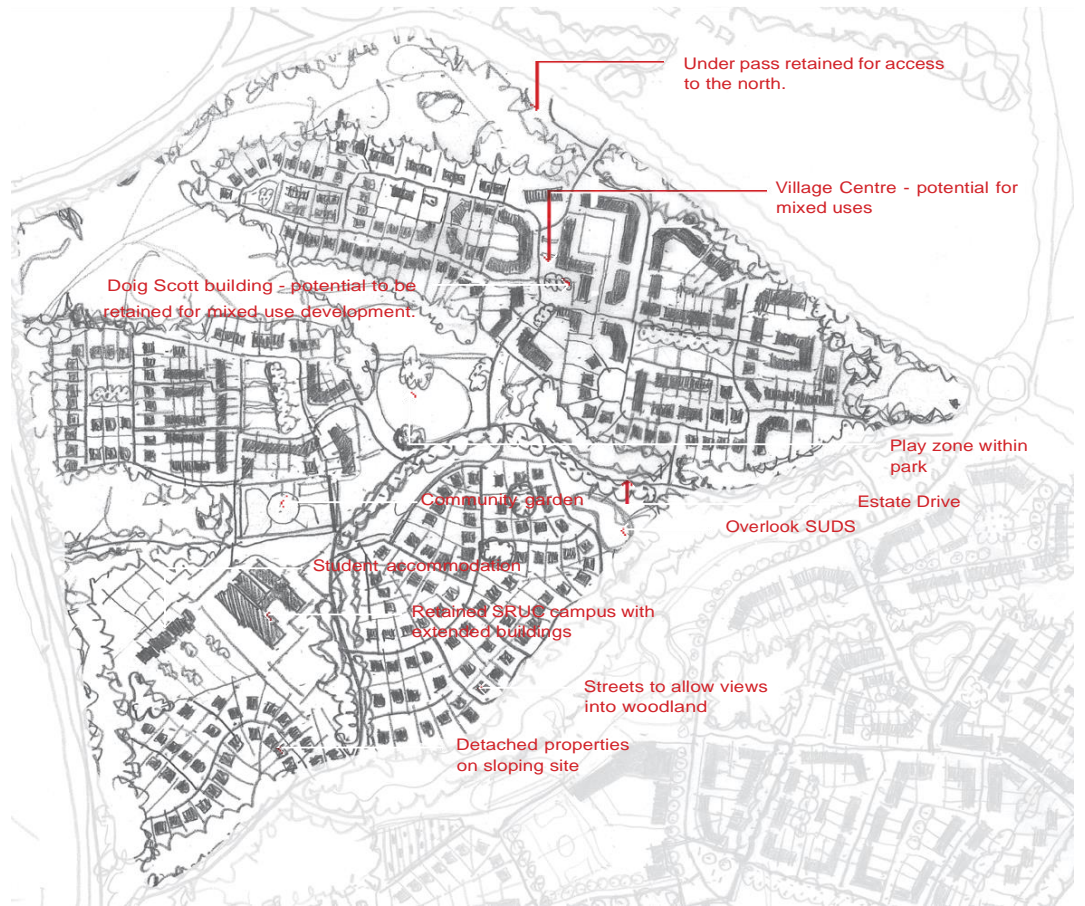 Under pass retained for access
to the north.
Village Centre - potential for
mixed uses
Doig Scott building - potential to be
retained for mixed use development.
Play zone within
park
Estate Drive
Community garden
Overlook SUDS
Student accommodation
Retained SRUC campus with
extended buildings
Streets to allow views
into woodland
Detached properties
on sloping site